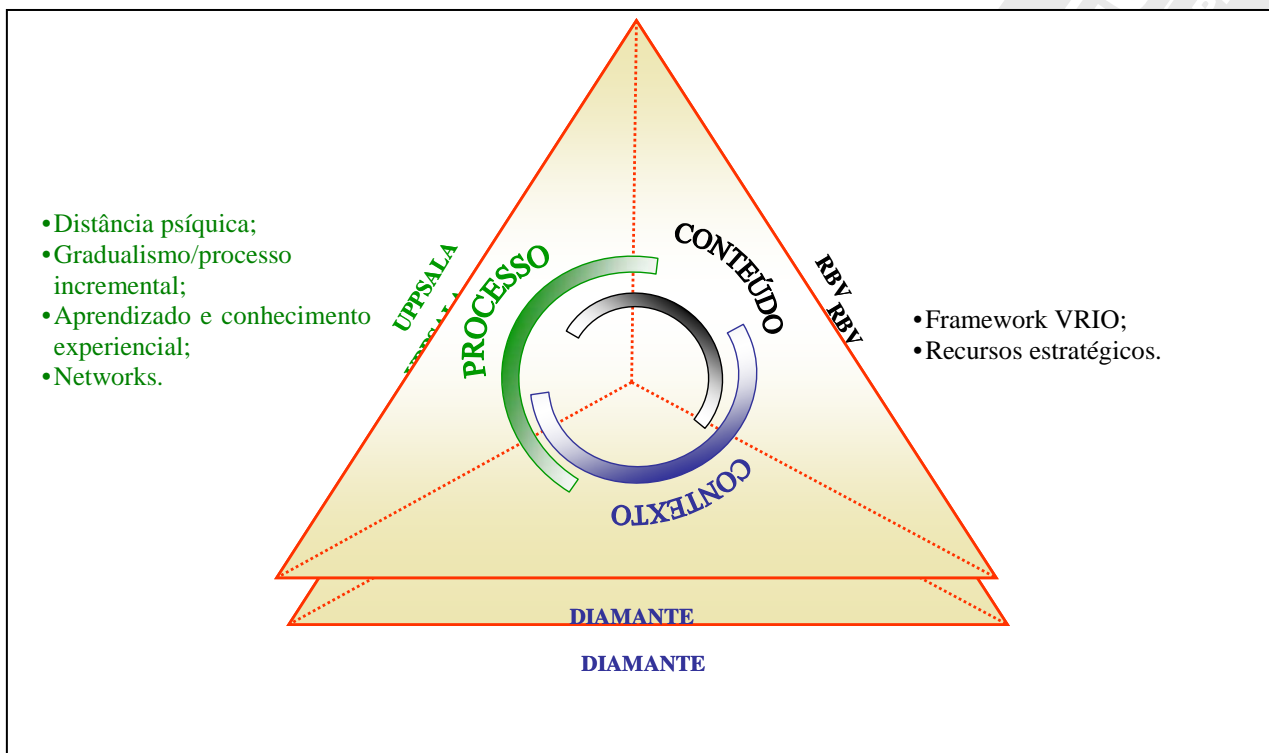 •Distância psíquica;
•Gradualismo/processo
incremental;
•Aprendizado e conhecimento
experiencial;
•Networks.
UPPSALA
UPPSALA
PROCESSO
CONTEÚDO
CONTEXTO
RBV
RBV
•Framework VRIO;
•Recursos estratégicos.
DIAMANTE
DIAMANTE